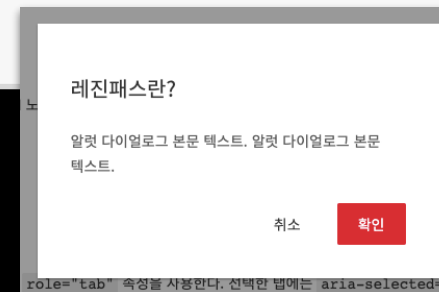 레진패스란?
노
알럿 다이얼로그 본문 텍스트. 알럿 다이얼로그 본문
텍스트.
취소 확인
role="tab" 속성을 사용한다. 선택한 탭에는 aria-selected=